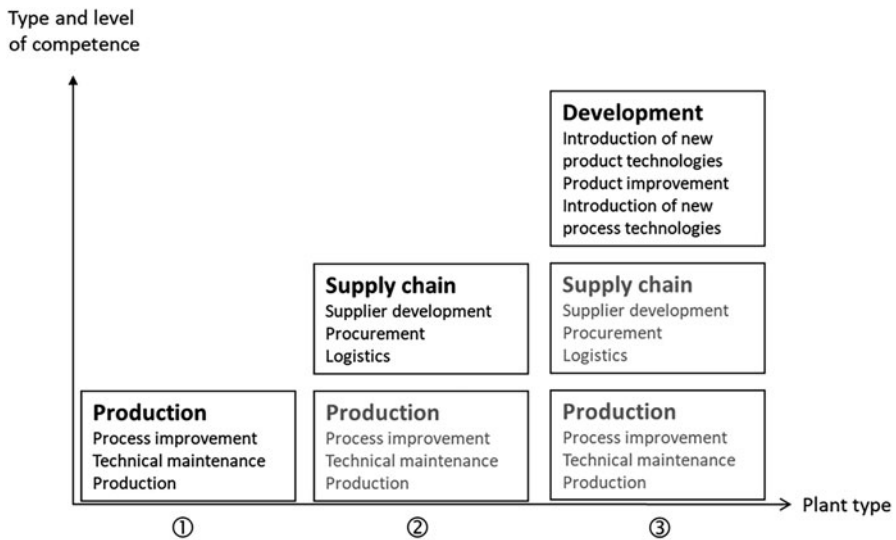 Type and level
of competence
Development
Introduction of new
product technologies
Product improvement
Introduction of new
process technologies
Supply chain
Supplier development
Procurement
Logistics
Supply chain
Supplier development
Procurement
Logistics
Production
Process improvement
Technical maintenance
Production
Production
Process improvement
Technical maintenance
Production
Production
Process improvement
Technical maintenance
Production
Plant type
①
②
③